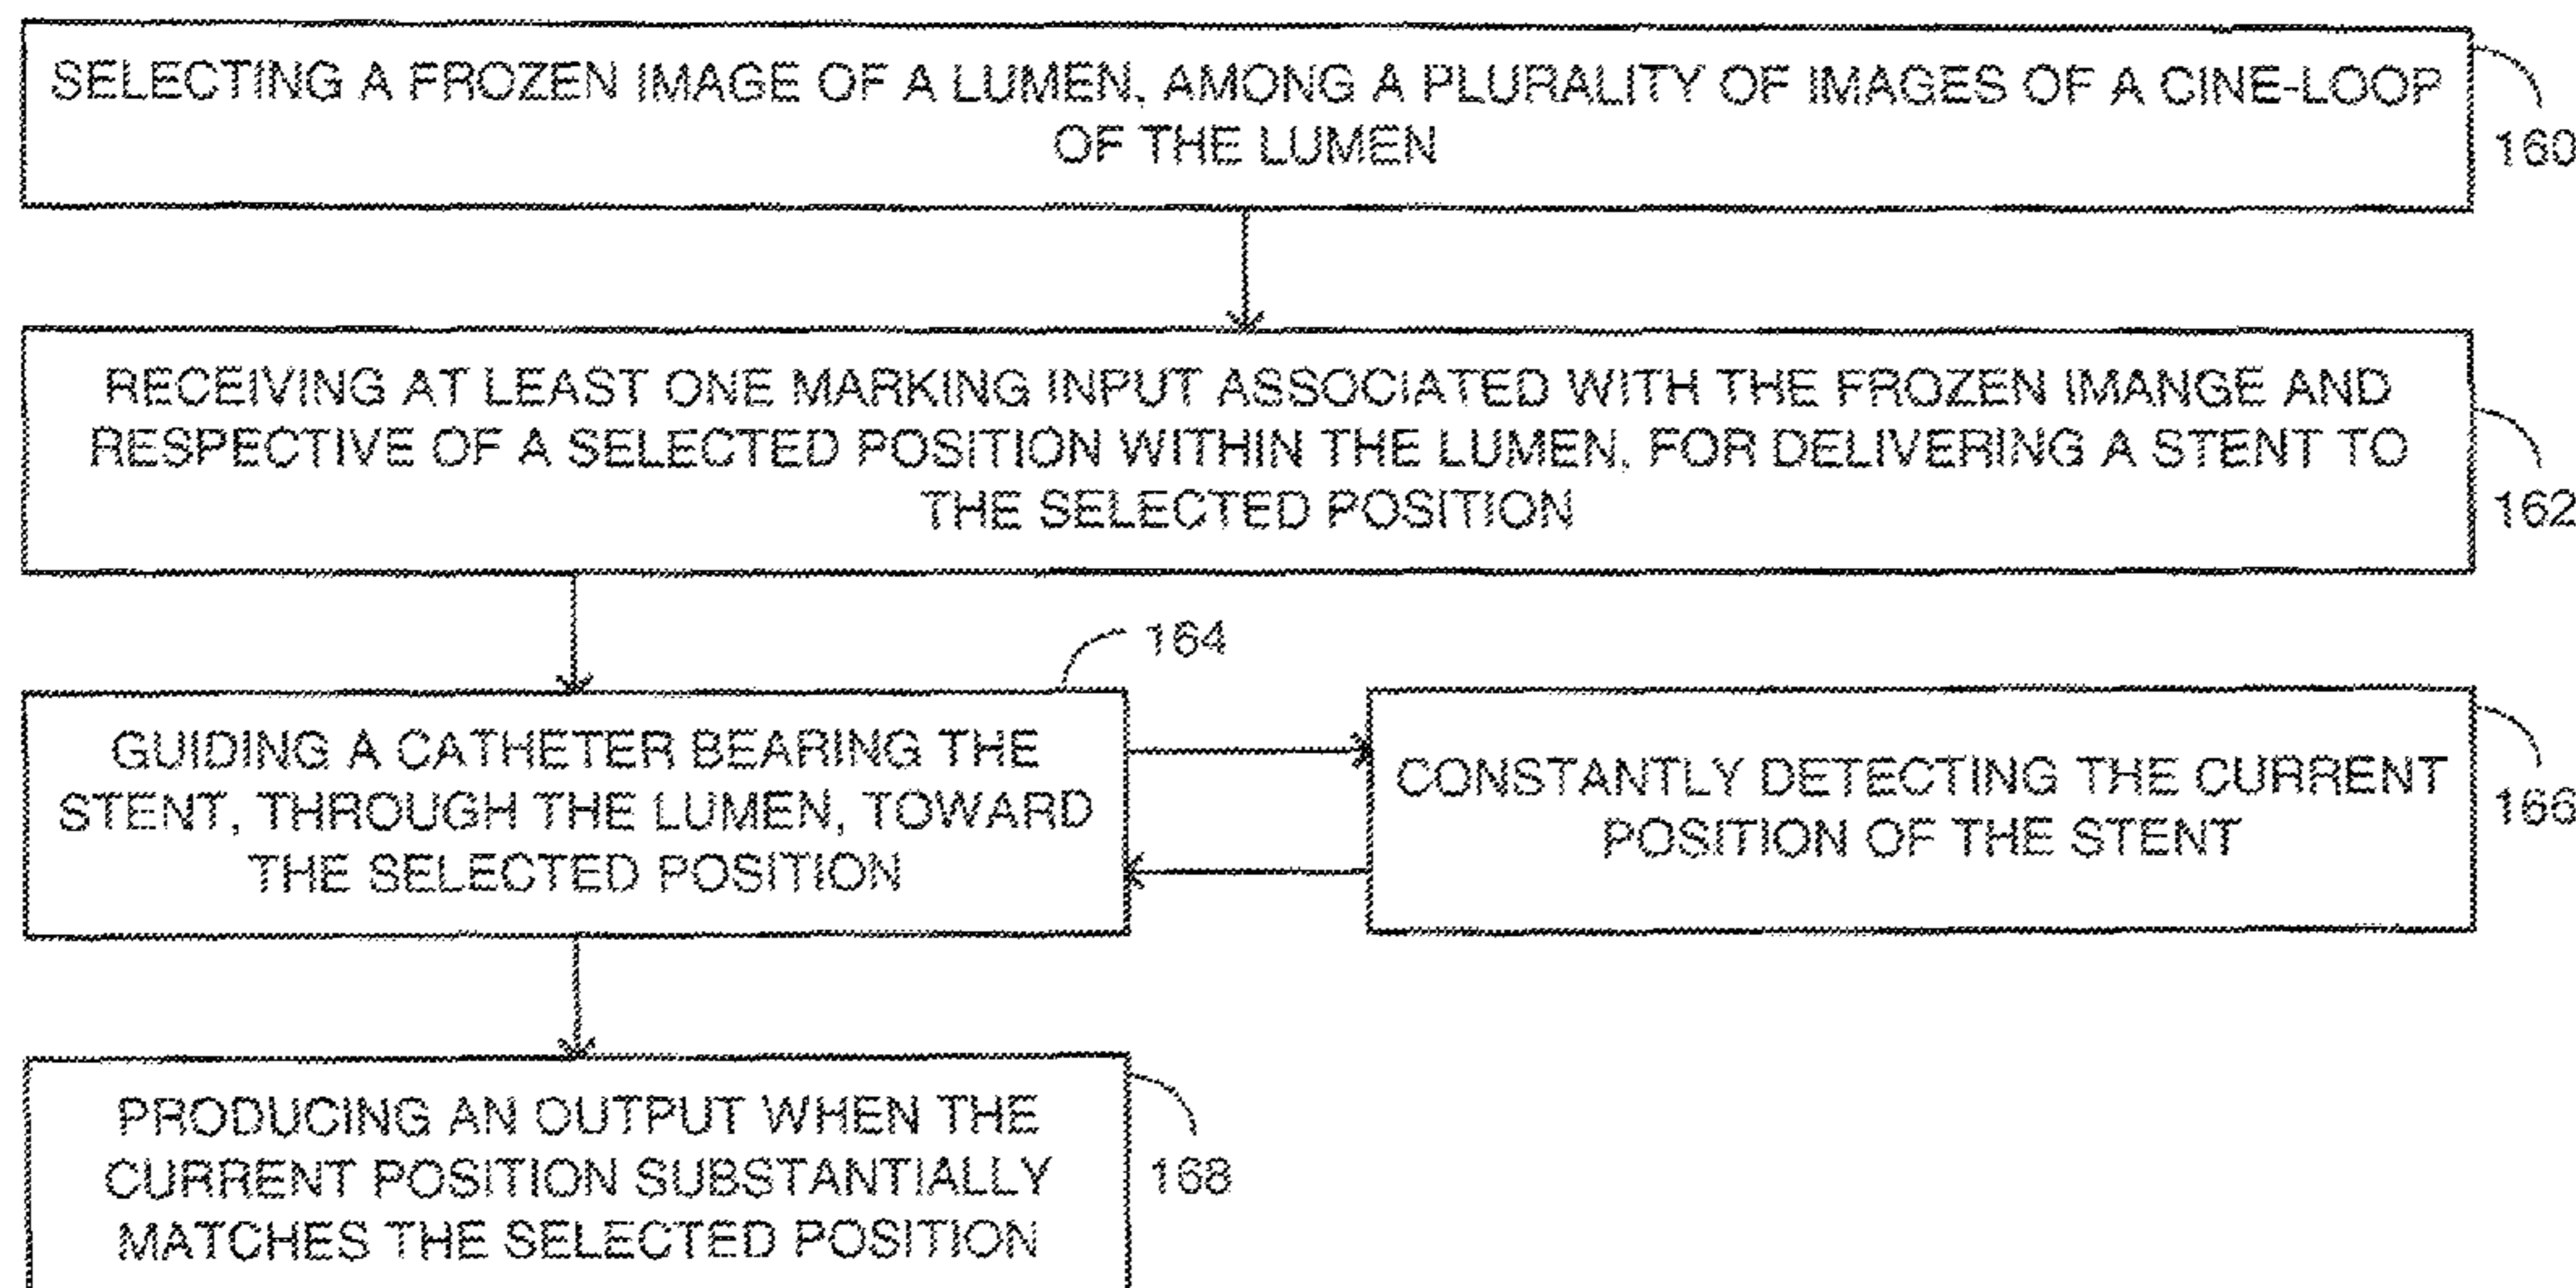 SELECTING A FROZEN IMAGE OF A LUMEN, AMONG A PLURALITY OF IMAGES OF A CINE-LOOP
OF THE LUMEN
160
RECEIVING AT LEAST ONE MARKING INPUT ASSOCIATED WITH THE FROZEN IMANGE AND
RESPECTIVE OF A SELECTED POSITION WITHIN THE LUMEN, FOR DELIVERING A STENT TO
THE SELECTED POSITION
162
164
GUIDING A CATHETER BEARING THE
STENT, THROUGH THE LUMEN, TOWARD
THE SELECTED POSITION
CONSTANTLY DETECTING THE CURRENT
POSITION OF THE STENT
166
PRODUCING AN OUTPUT WHEN THE
CURRENT POSITION SUBSTANTIALLY
MATCHES THE SELECTED POSITION
168